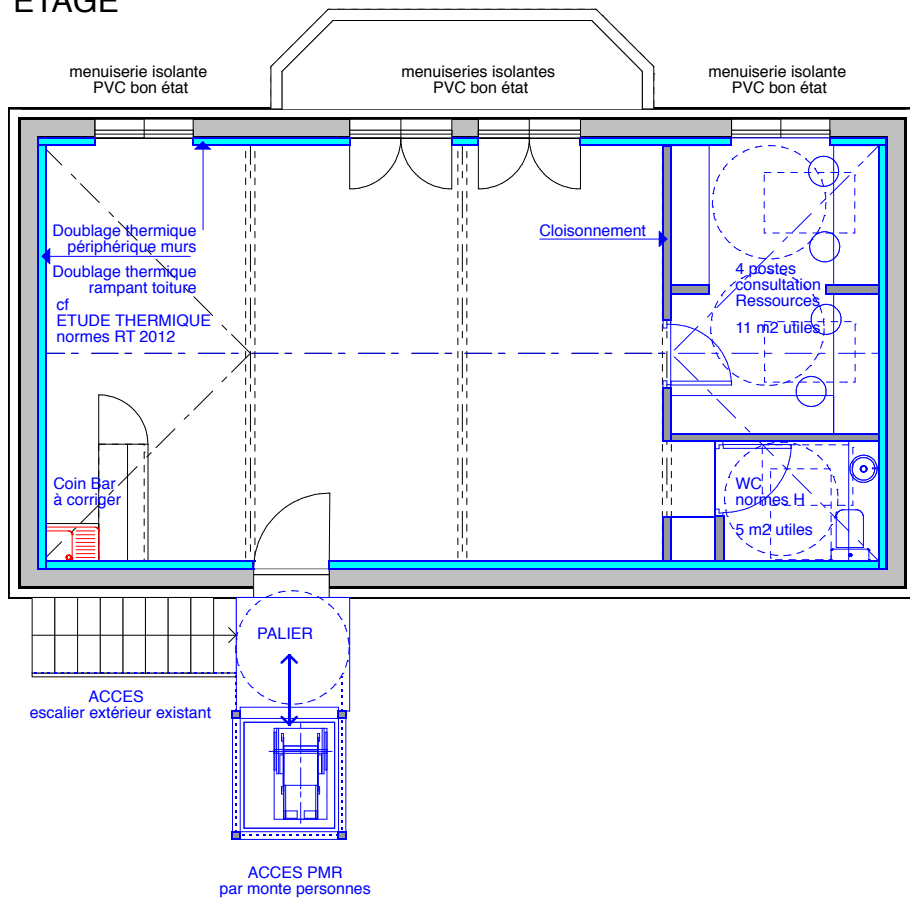 ETAGE
menuiserie isolante
PVC bon état
menuiseries isolantes
PVC bon état
menuiserie isolante
PVC bon état
Doublage thermique
périphérique murs
Doublage thermique
rampant toiture
cf
ETUDE THERMIQUE
normes RT 2012
Cloisonnement
4 postes
consultation
Ressources
11 m2 utiles
Coin Bar
à corriger
WC
normes H
5 m2 utiles
PALIER
ACCES
escalier extérieur existant
ACCES PMR
par monte personnes